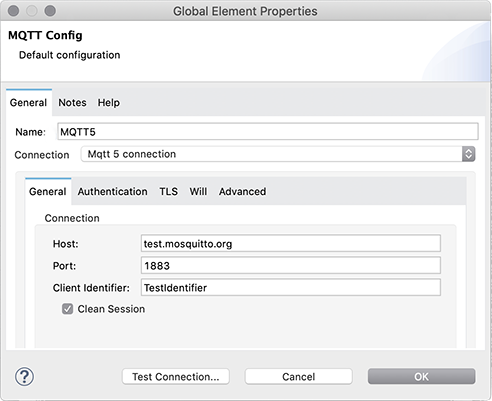 Global Element Properties
MQTT Config
Default configuration
General Notes Help
Name: MQTT5
Connection Mqtt 5 connection
General Authentication TLS Will Advanced
Connection
Host: test.mosquitto.org
Port: 1883
Client Identifier: TestIdentifier
Clean Session
? Test Connection... Cancel OK